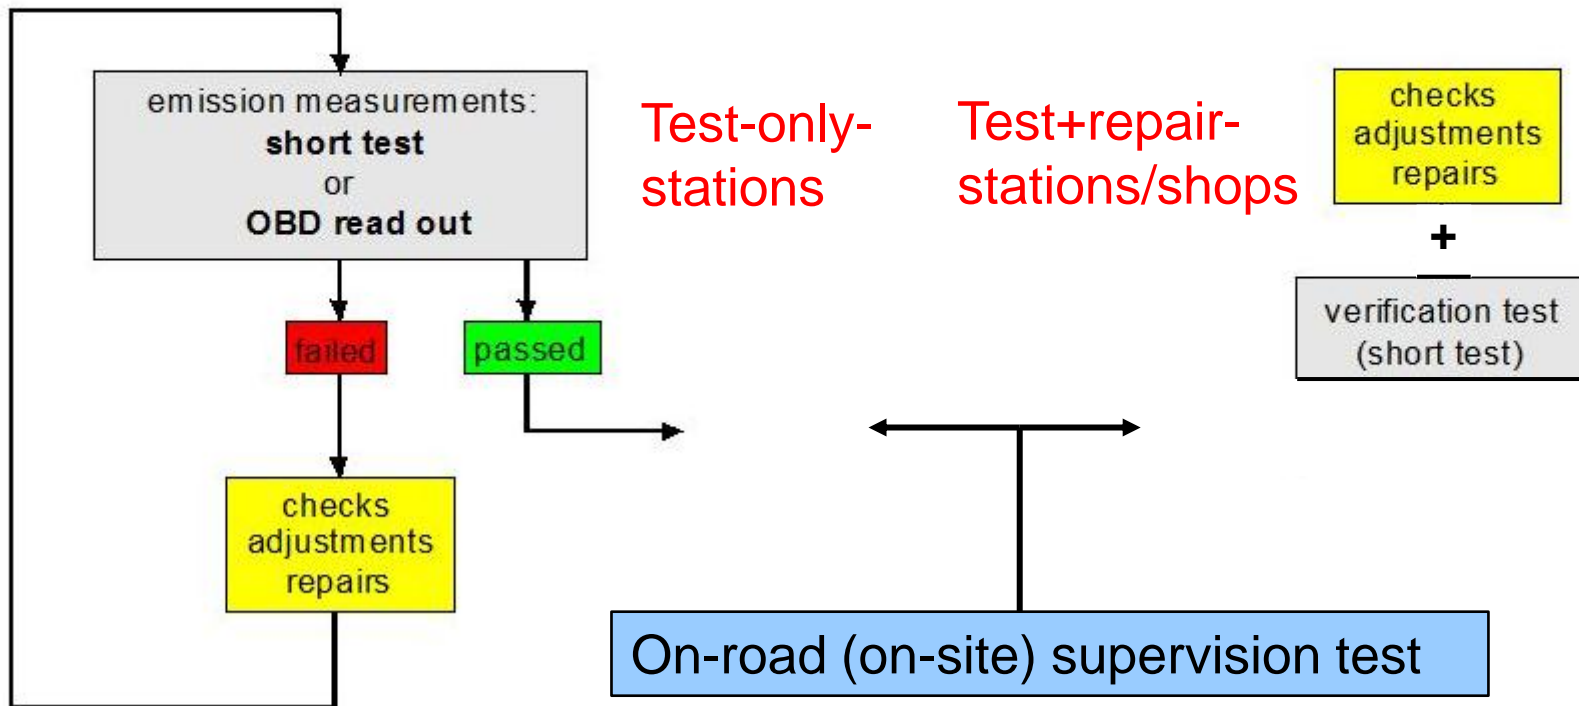 emission measurements:
short test
or
OBD read out
failed
passed
checks
adjustments
repairs
Test-only-
stations
Test+repair-
stations/shops
checks
adjustments
repairs
+
verification test
(short test)
On-road (on-site) supervision test